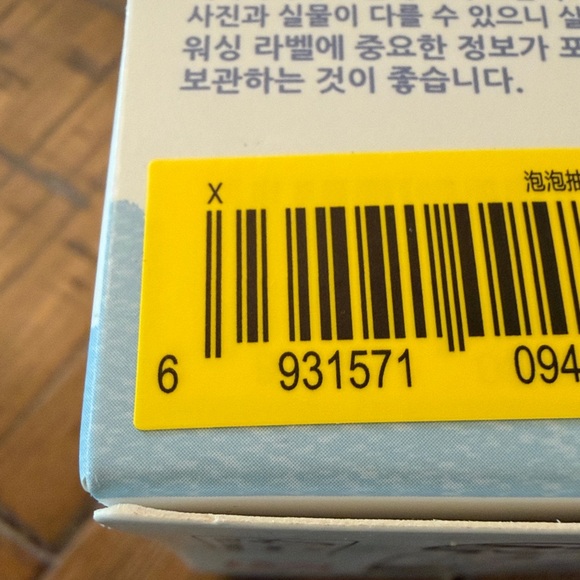 사진과 실물이 다를 수 있으니
워싱 라벨에 중요한 정보가
보관하는 것이 좋습니다.
X
泡泡抽
6 931571 094